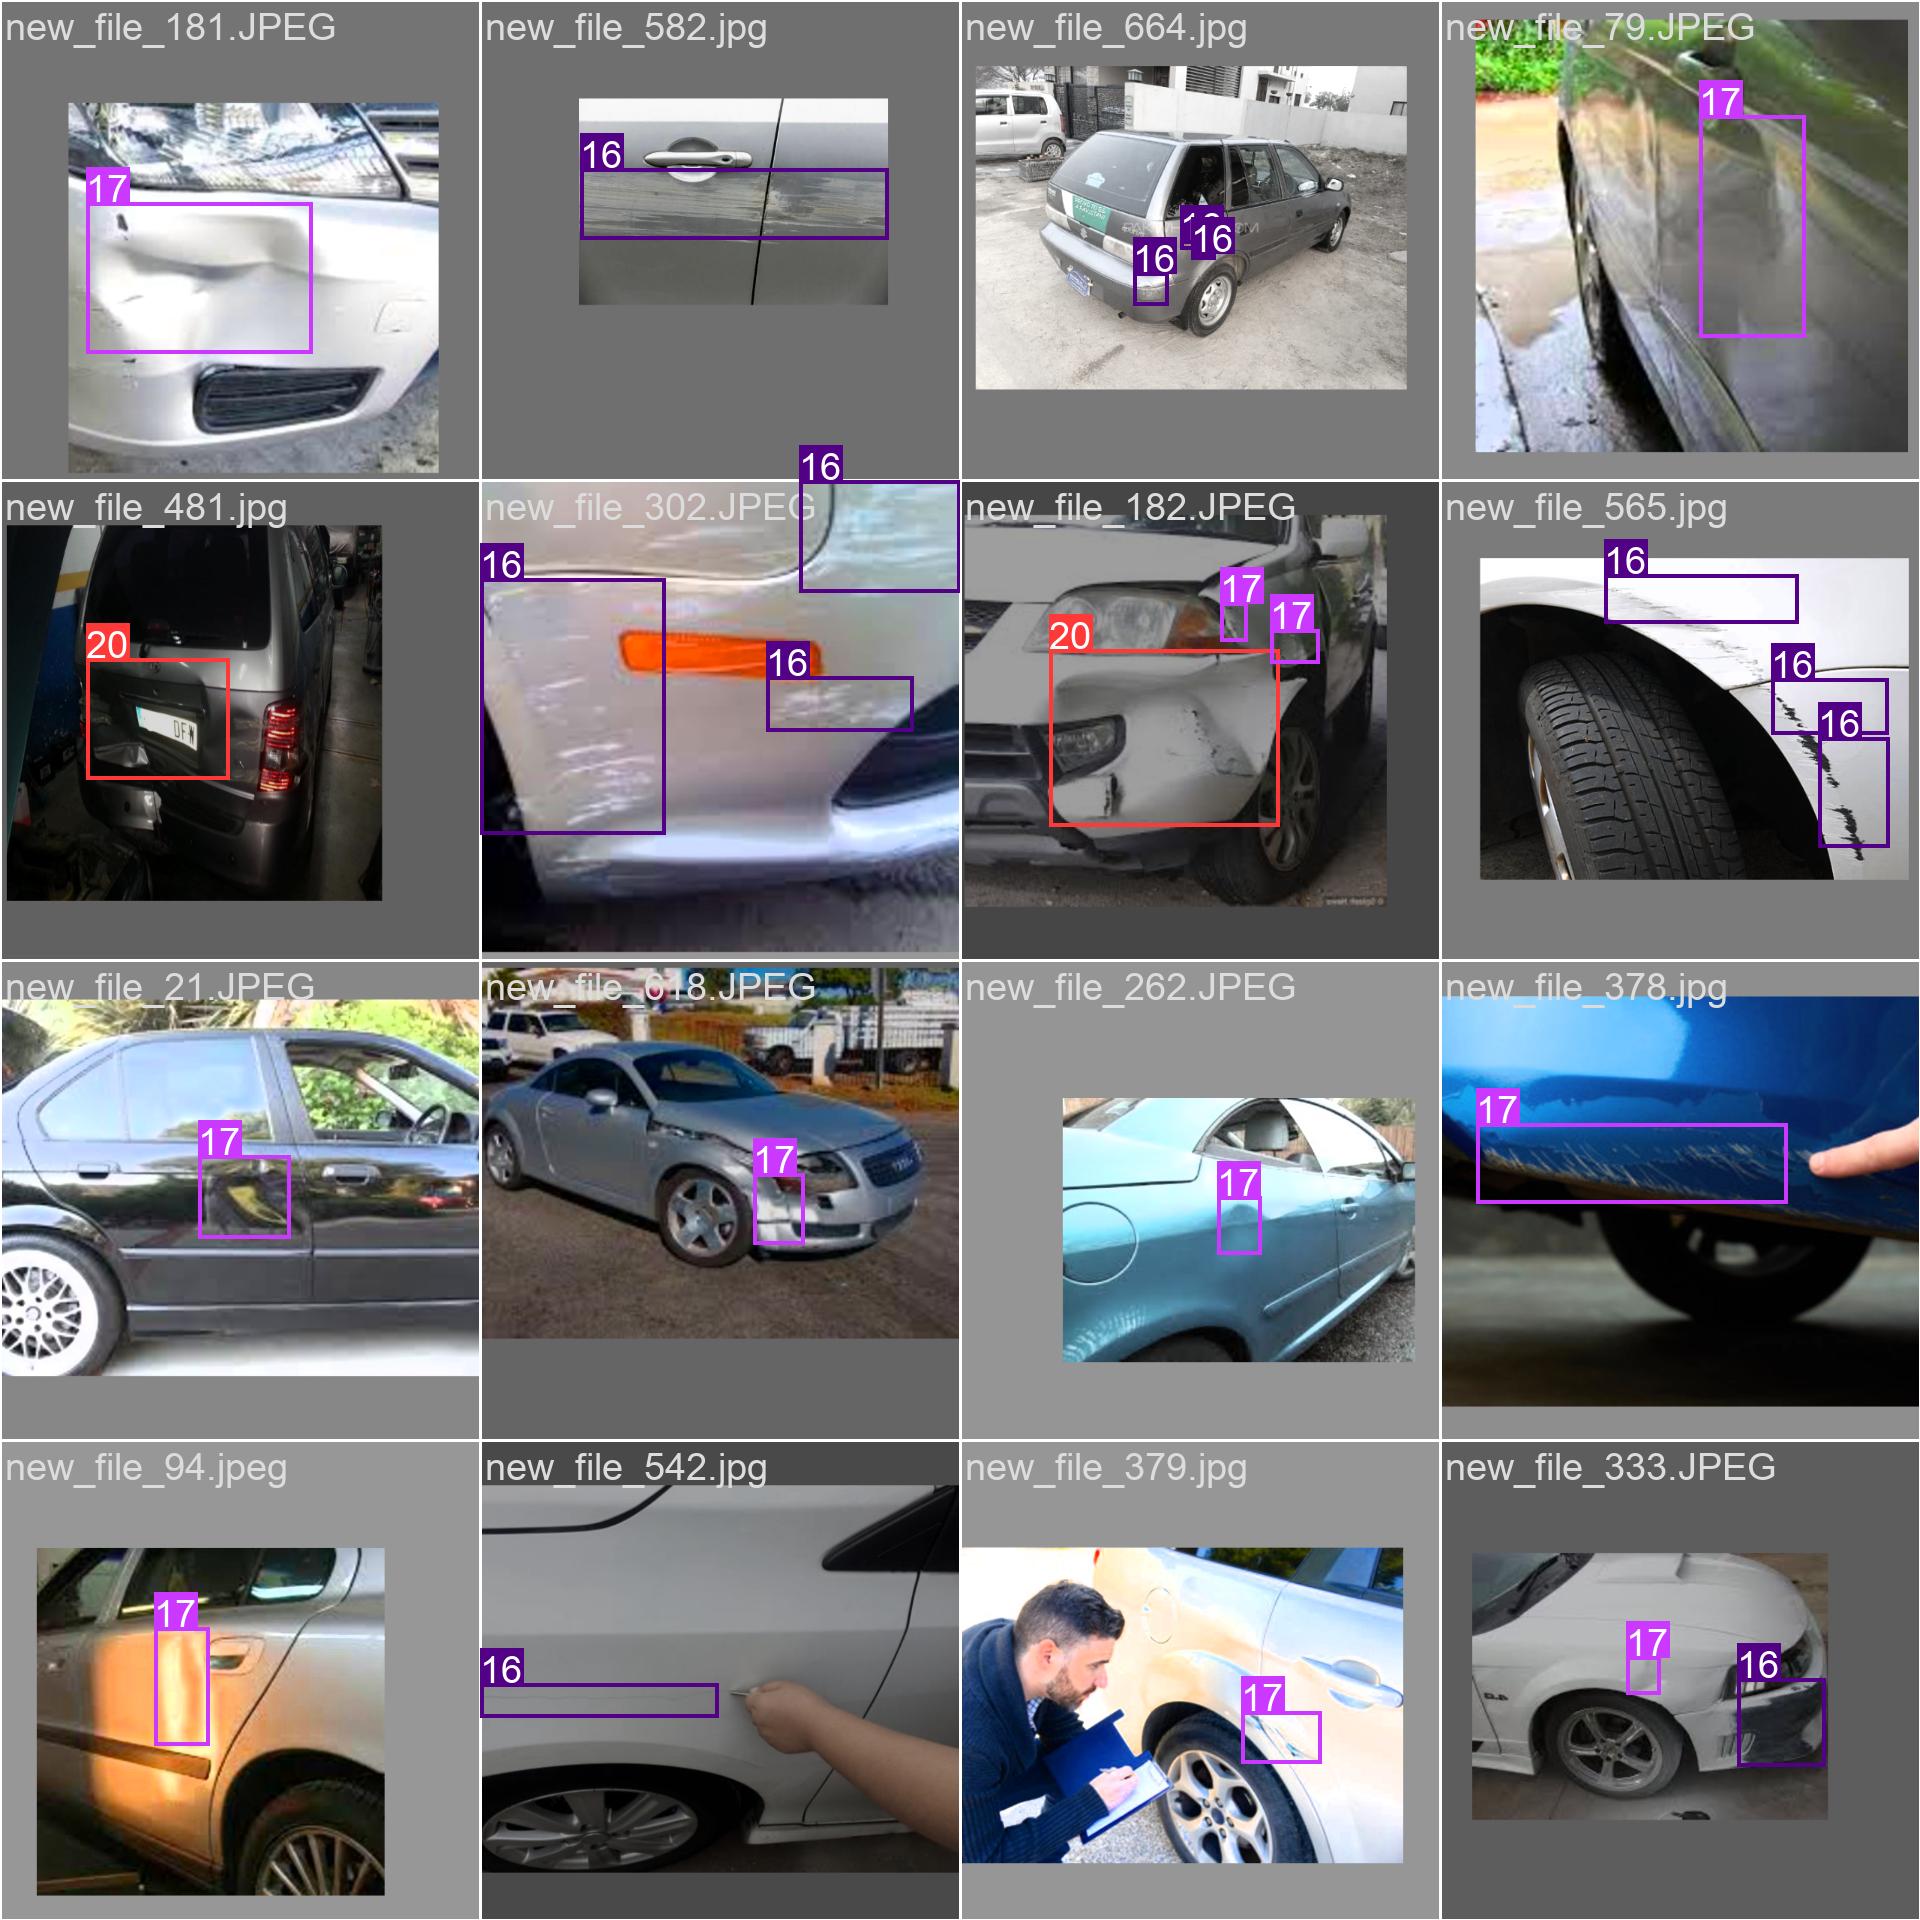 new_file_181.JPEG
new_file_582.jpg
new_file_664.jpg
new_file_79.JPEG
17
16
16
16
17
new_file_481.jpg
new_file_302.JPEG
new_file_182.JPEG
new_file_565.jpg
20
16
16
16
20
17
17
16
16
16
new_file_21.JPEG
new_file_618.JPEG
new_file_262.JPEG
new_file_378.jpg
17
17
17
17
new_file_94.jpeg
new_file_542.jpg
new_file_379.jpg
new_file_333.JPEG
17
16
17
17
16